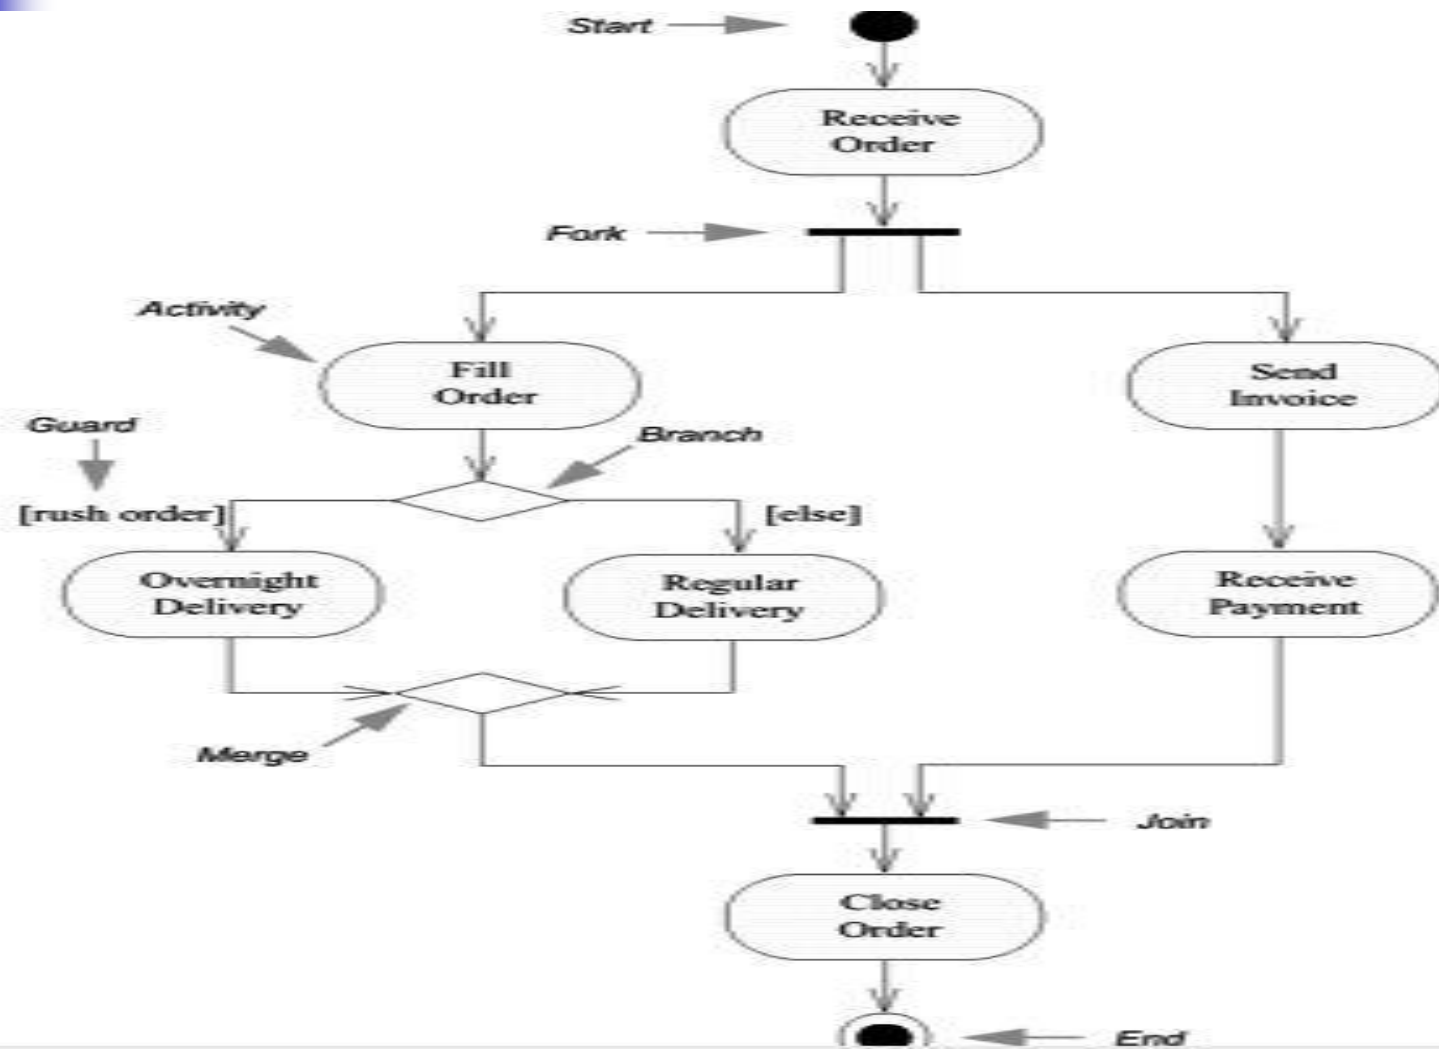 Start
Receive
Order
Fork
Activity
Fill
Order
Send
Invoice
Guard
Branch
[rush order]
[else]
Overnight
Delivery
Regular
Delivery
Receive
Payment
Merge
Join
Close
Order
End